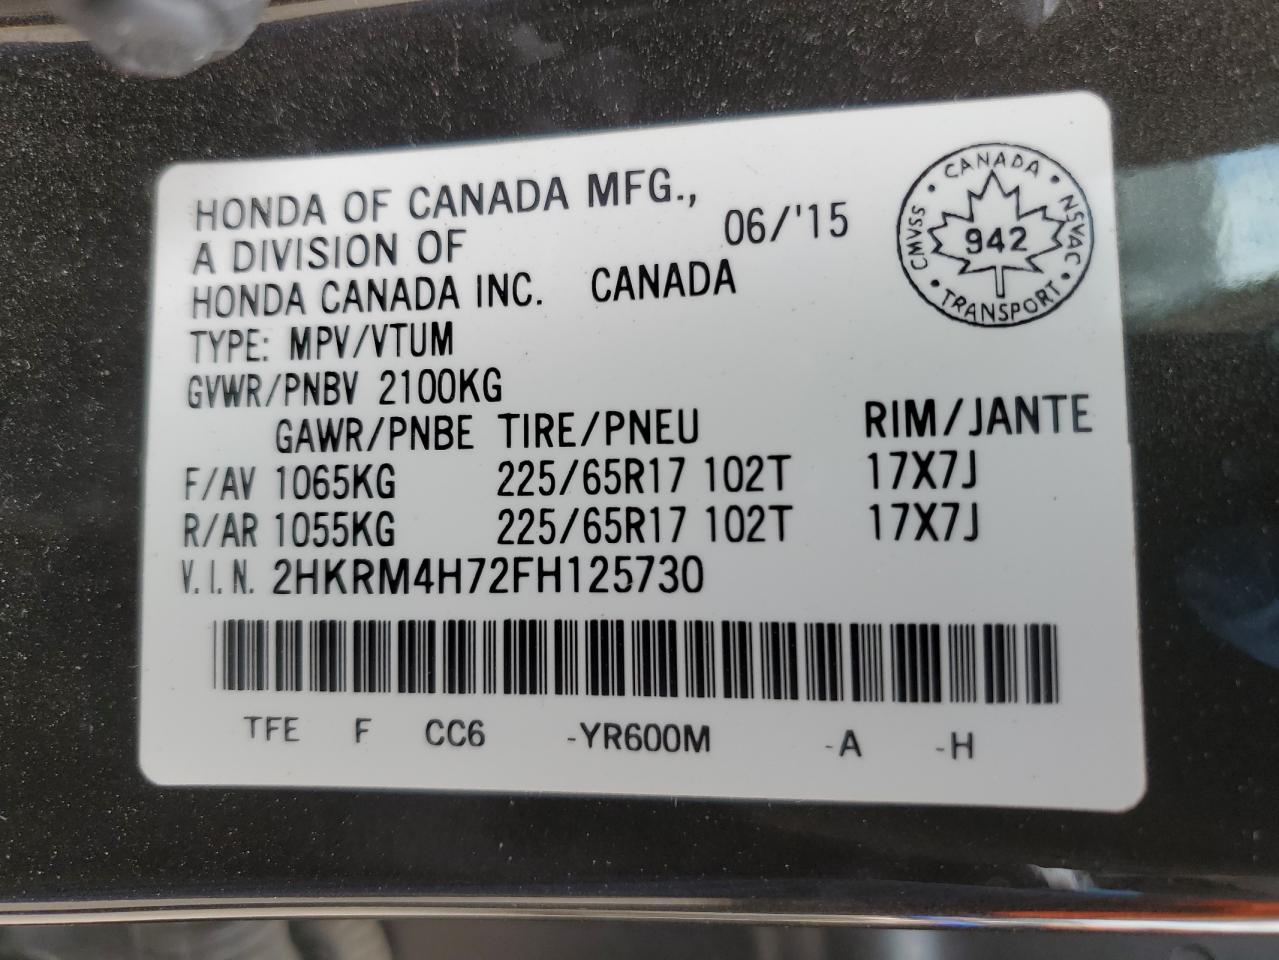 HONDA OF CANADA MFG.,
A DIVISION OF 06/'15
HONDA CANADA INC. CANADA
CANADA • NSVAC • TRANSPORT • CMVSS •
942
TYPE: MPV/VTUM
GVWR/PNBV 2100KG
GAWR/PNBE TIRE/PNEU RIM/JANTE
F/AV 1065KG 225/65R17 102T 17X7J
R/AR 1055KG 225/65R17 102T 17X7J
V.I.N. 2HKRM4H72FH125730
TFE F CC6 -YR600M -A -H